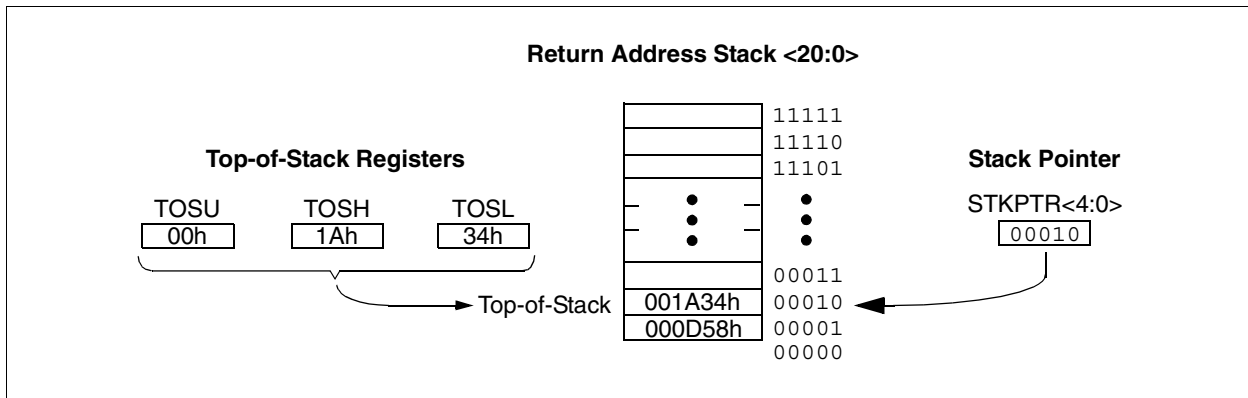 Return Address Stack <20:0>
11111
11110
11101
Top-of-Stack Registers
Stack Pointer
TOSU TOSH TOSL
00h 1Ah 34h
STKPTR<4:0>
00010
00011
Top-of-Stack 001A34h 00010
000D58h 00001
00000